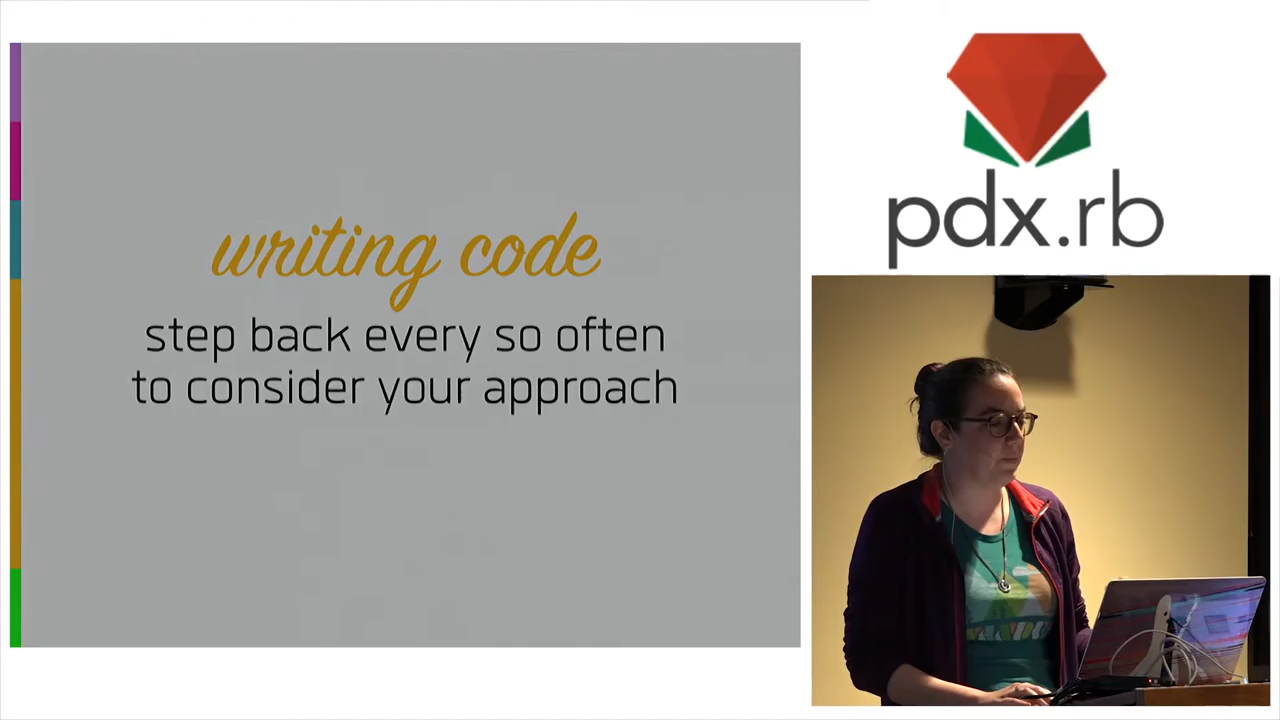 writing code
step back every so often
to consider your approach
pdx.rb